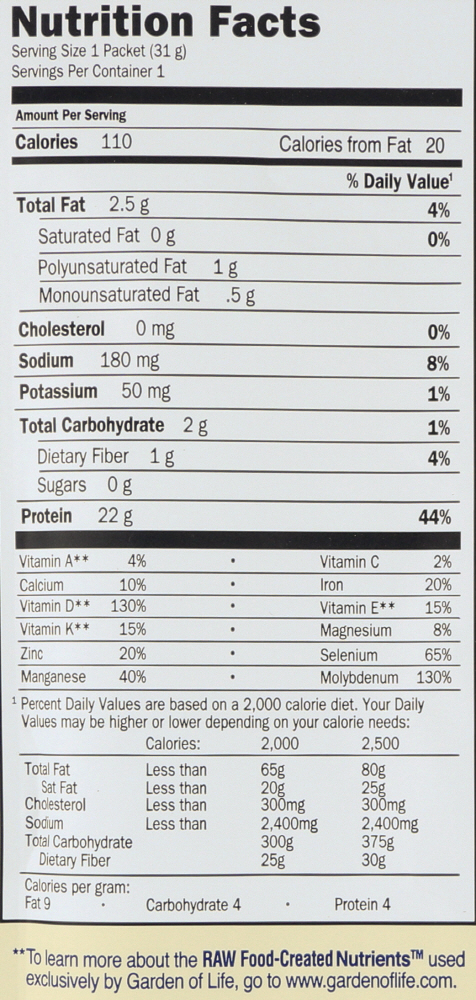 Nutrition Facts
Serving Size 1 Packet (31 g)
Servings Per Container 1
Amount Per Serving
Calories 110 Calories from Fat 20
% Daily Value¹
Total Fat 2.5 g 4%
Saturated Fat 0 g 0%
Polyunsaturated Fat 1 g
Monounsaturated Fat .5 g
Cholesterol 0 mg 0%
Sodium 180 mg 8%
Potassium 50 mg 1%
Total Carbohydrate 2 g 1%
Dietary Fiber 1 g 4%
Sugars 0 g
Protein 22 g 44%
Vitamin A** 4% • Vitamin C 2%
Calcium 10% • Iron 20%
Vitamin D** 130% • Vitamin E** 15%
Vitamin K** 15% • Magnesium 8%
Zinc 20% • Selenium 65%
Manganese 40% • Molybdenum 130%
¹ Percent Daily Values are based on a 2,000 calorie diet. Your Daily
Values may be higher or lower depending on your calorie needs:
Calories: 2,000 2,500
Total Fat Less than 65g 80g
Sat Fat Less than 20g 25g
Cholesterol Less than 300mg 300mg
Sodium Less than 2,400mg 2,400mg
Total Carbohydrate 300g 375g
Dietary Fiber 25g 30g
Calories per gram:
Fat 9 • Carbohydrate 4 • Protein 4
**To learn more about the RAW Food-Created Nutrients™ used
exclusively by Garden of Life, go to www.gardenoflife.com.